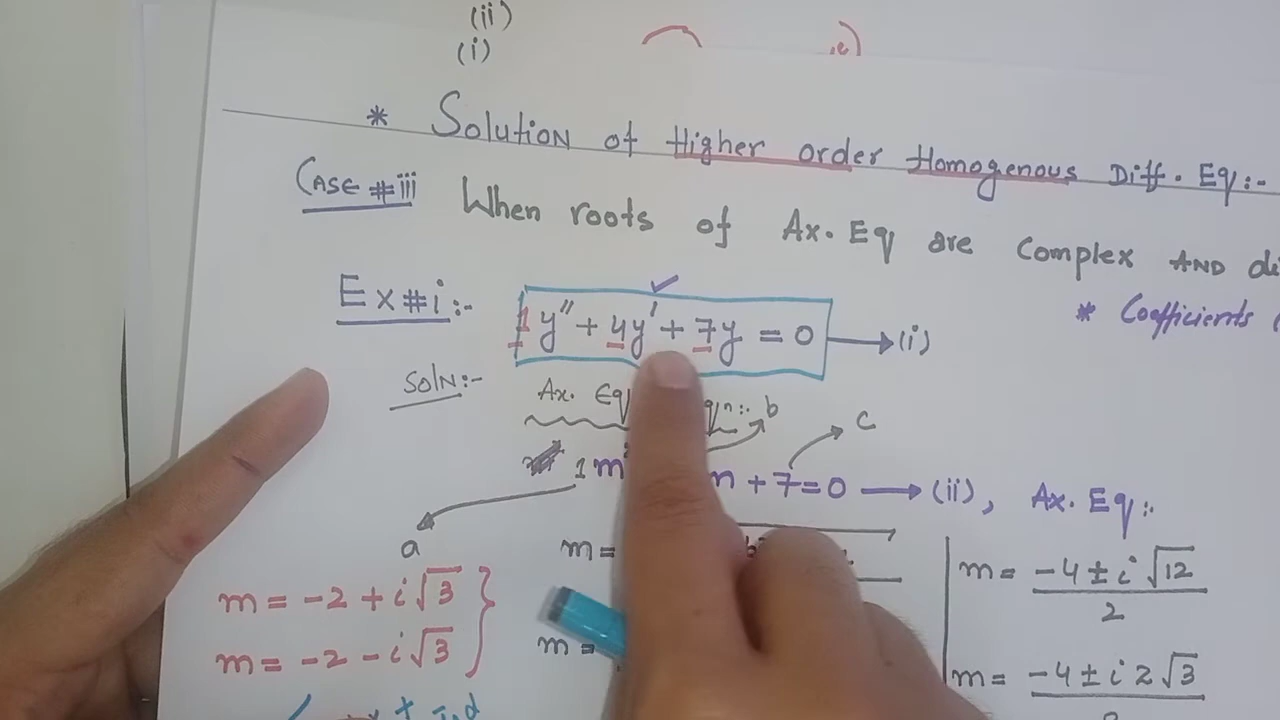 (ii)
(i)
* Solution of Higher order Homogenous Diff. Eq:-
Case #iii When roots of Ax. Eq are Complex AND
* Coefficients
Ex#i:- 1y'' + 4y' + 7y = 0 → (i)
Soln:-
Ax. Eq
b
c
1m + 7 = 0 → (ii), Ax. Eq:
a
m =
m = -4 ± i√12 / 2
m = -2 + i√3
m = -2 - i√3
m =
m = -4 ± i 2√3